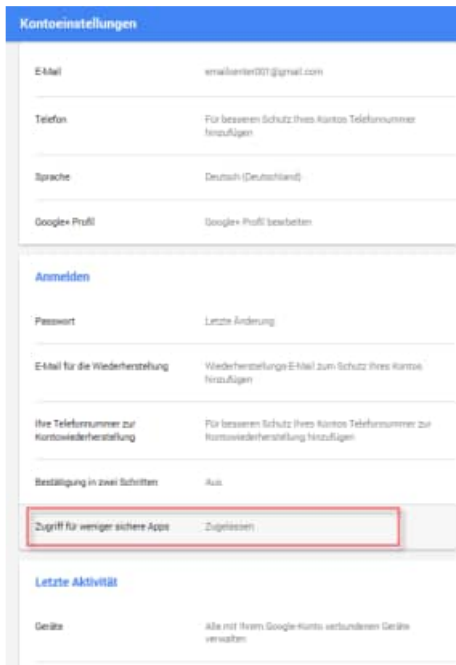 Kontoeinstellungen
E-Mail
emailcenter001@gmail.com
Telefon
Für besseren Schutz Ihres Kontos Telefonnummer
hinzufügen
Sprache
Deutsch (Deutschland)
Google+ Profil
Google+ Profil bearbeiten
Anmelden
Passwort
Letzte Änderung
E-Mail für die Wiederherstellung
Wiederherstellungs-E-Mail zum Schutz Ihres Kontos
hinzufügen
Ihre Telefonnummer zur
Kontowiederherstellung
Für besseren Schutz Ihres Kontos Telefonnummer zur
Kontowiederherstellung hinzufügen
Bestätigung in zwei Schritten
Aus
Zugriff für weniger sichere Apps
Zugelassen
Letzte Aktivität
Geräte
Alle mit Ihrem Google-Konto verbundenen Geräte
verwalten